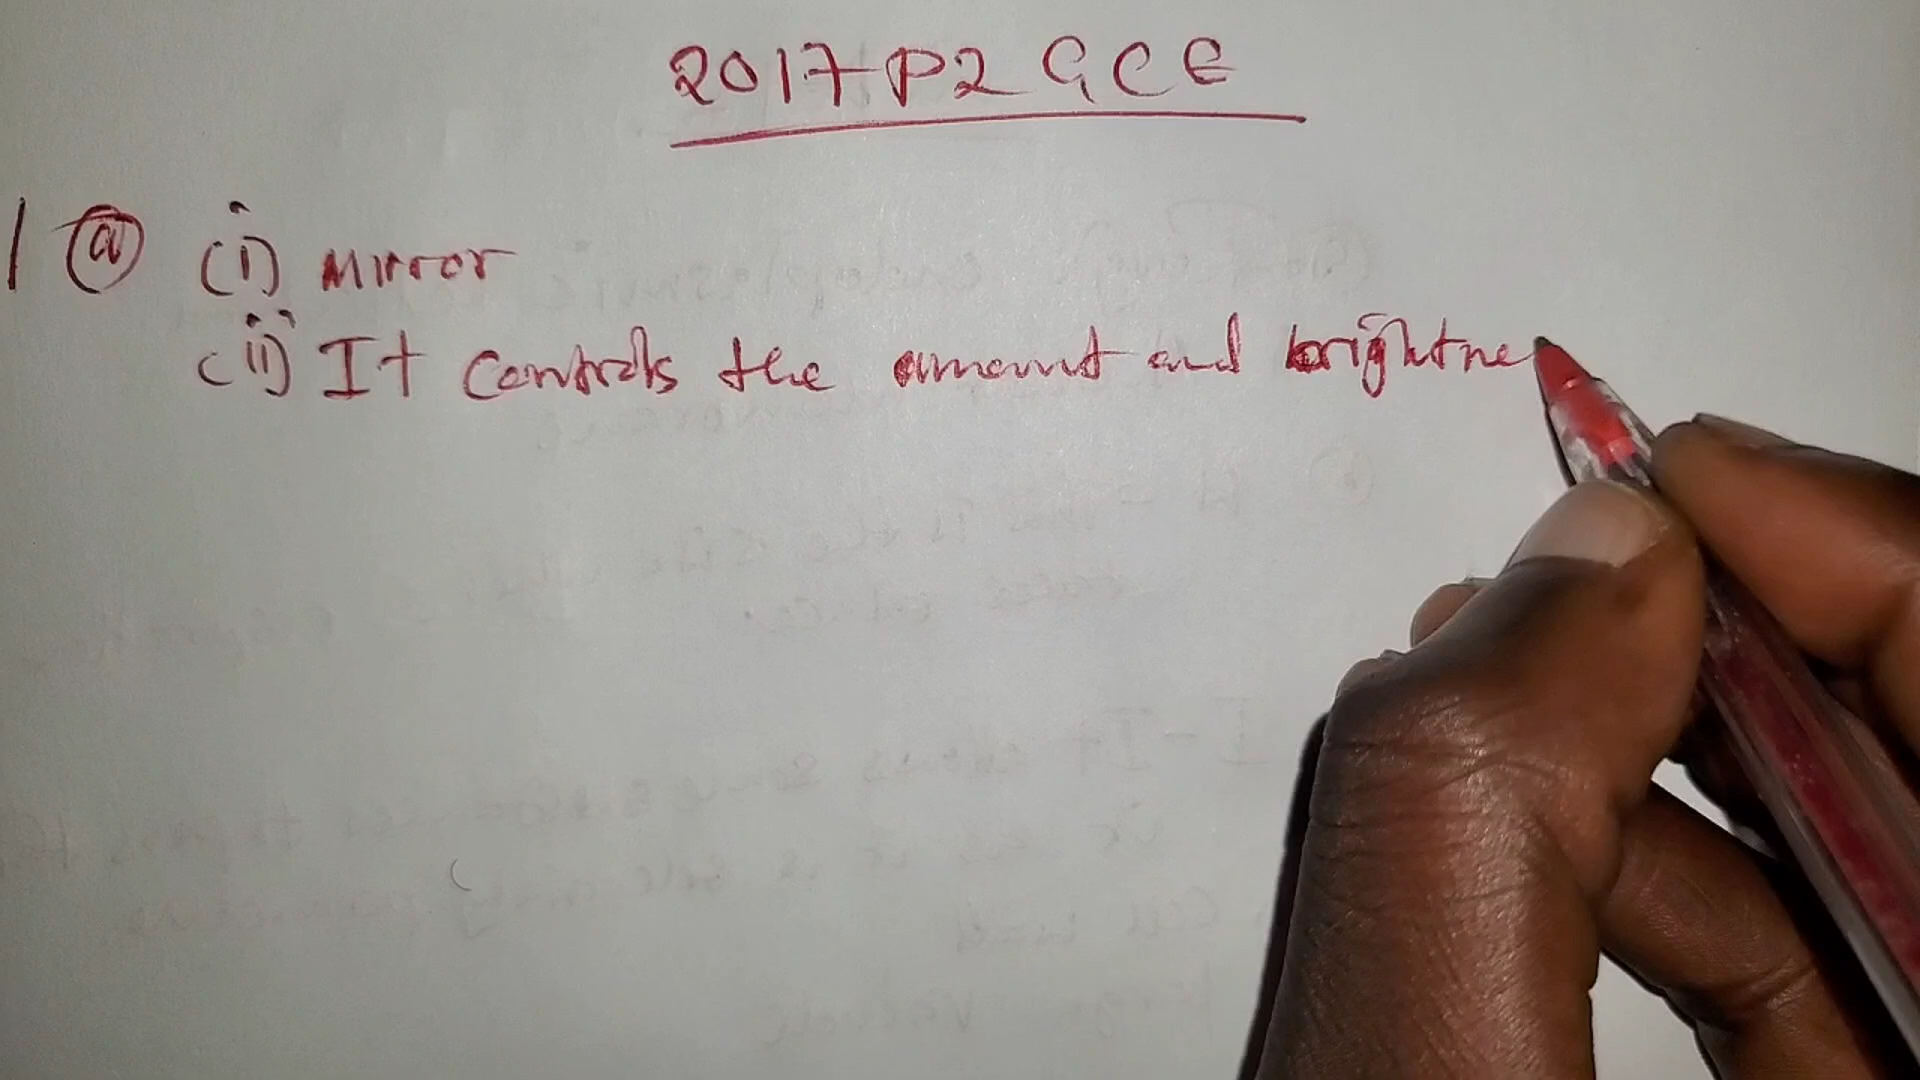 2017 P2 GCE
1 (a) (i) Mirror
(ii) It controls the amount and brightne